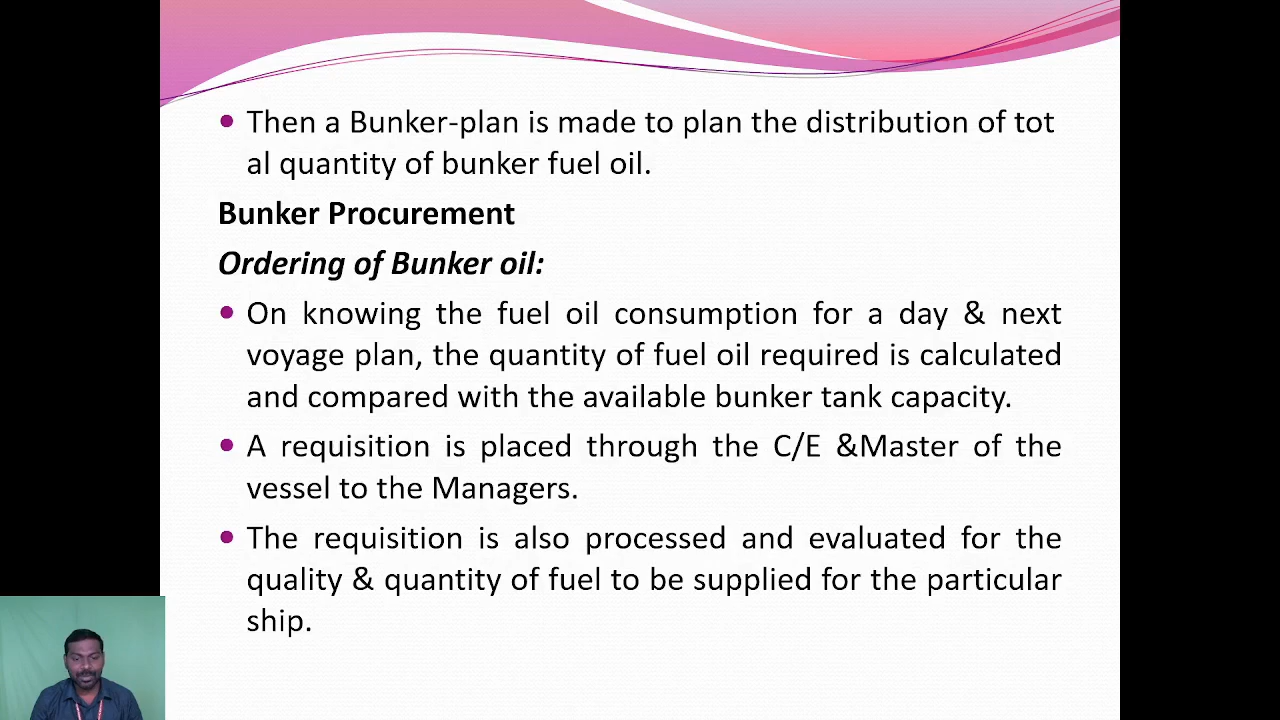 Then a Bunker-plan is made to plan the distribution of tot
al quantity of bunker fuel oil.
Bunker Procurement
Ordering of Bunker oil:
On knowing the fuel oil consumption for a day & next
voyage plan, the quantity of fuel oil required is calculated
and compared with the available bunker tank capacity.
A requisition is placed through the C/E &Master of the
vessel to the Managers.
The requisition is also processed and evaluated for the
quality & quantity of fuel to be supplied for the particular
ship.